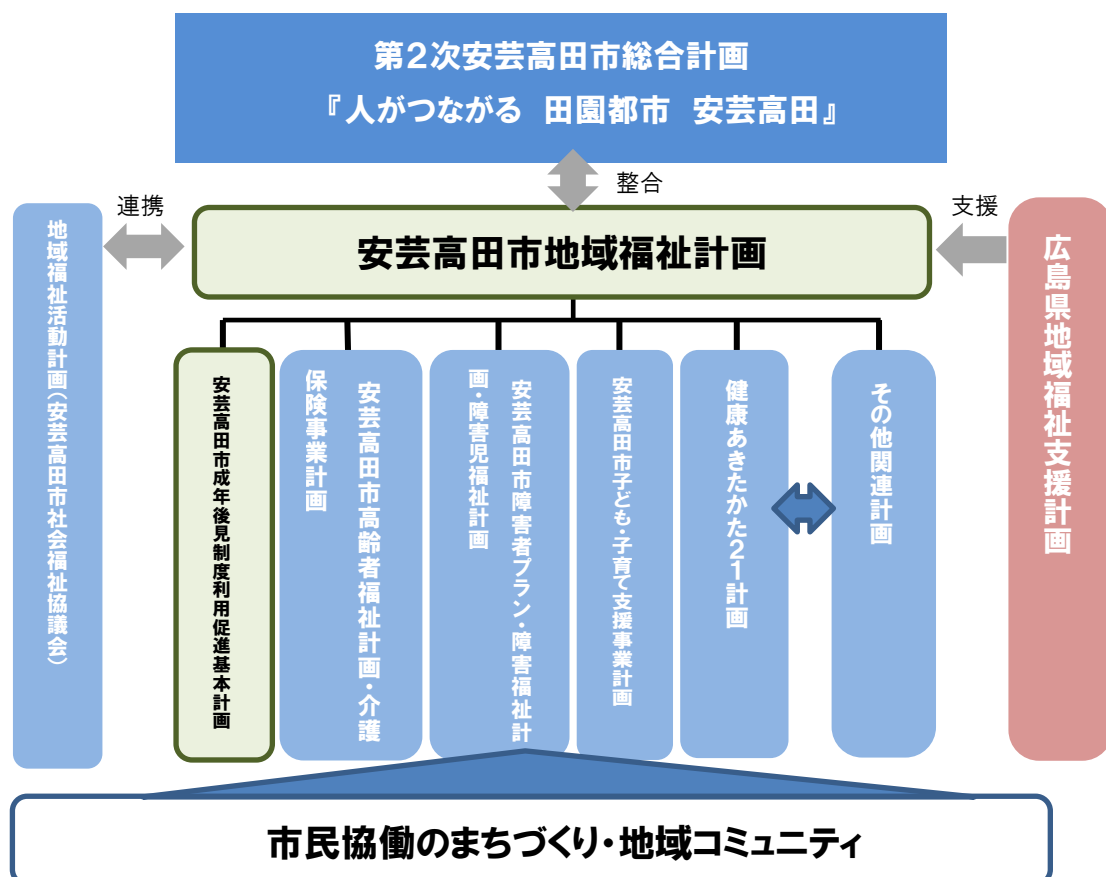 第2次安芸高田市総合計画
『人がつながる　田園都市　安芸高田』
整合
連携
支援
安芸高田市地域福祉計画
地域福祉活動計画(安芸高田市社会福祉協議会)
安芸高田市成年後見制度利用促進基本計画
安芸高田市高齢者福祉計画・介護
保険事業計画
安芸高田市障害者プラン・障害福祉計
画・障害児福祉計画
安芸高田市子ども・子育て支援事業計画
健康あきたかた21計画
その他関連計画
広島県地域福祉支援計画
市民協働のまちづくり・地域コミュニティ